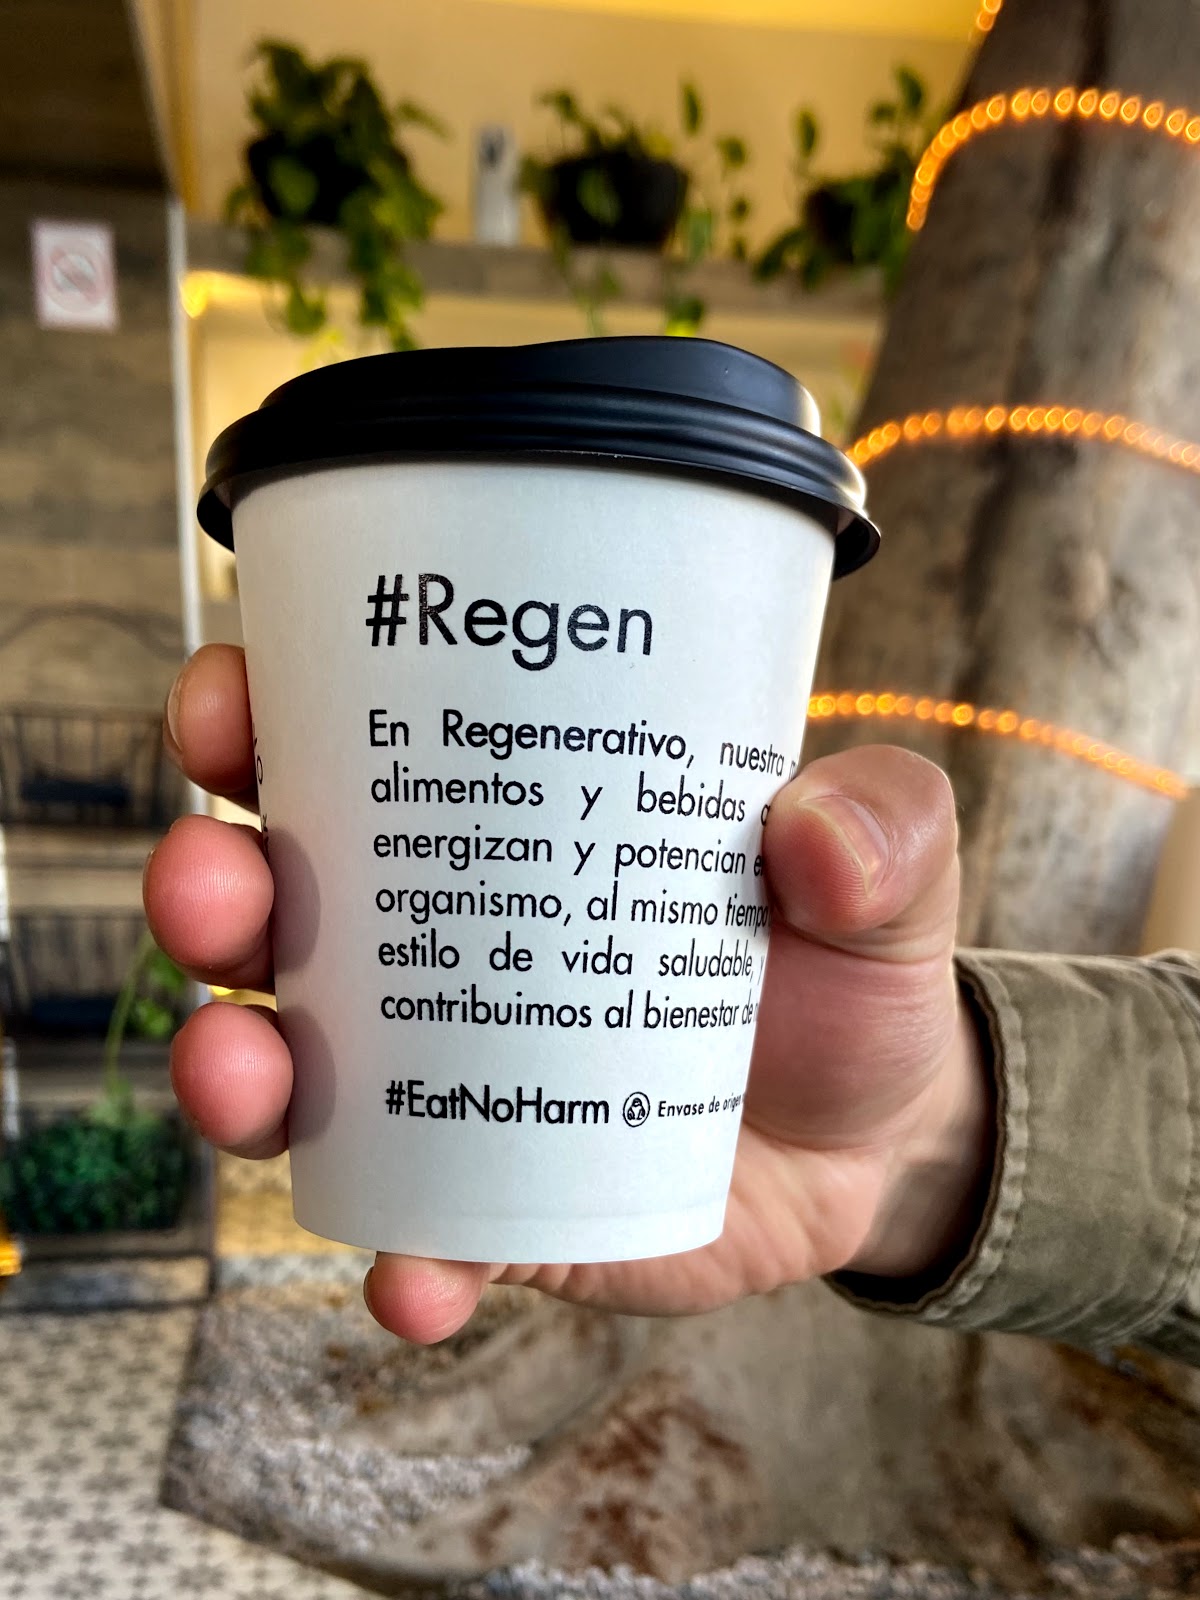 #Regen
En Regenerativo, nuestra
alimentos y bebidas
energizan y potencian
organismo, al mismo tiempo
estilo de vida saludable,
contribuimos al bienestar de
#EatNoHarm Envase de origen